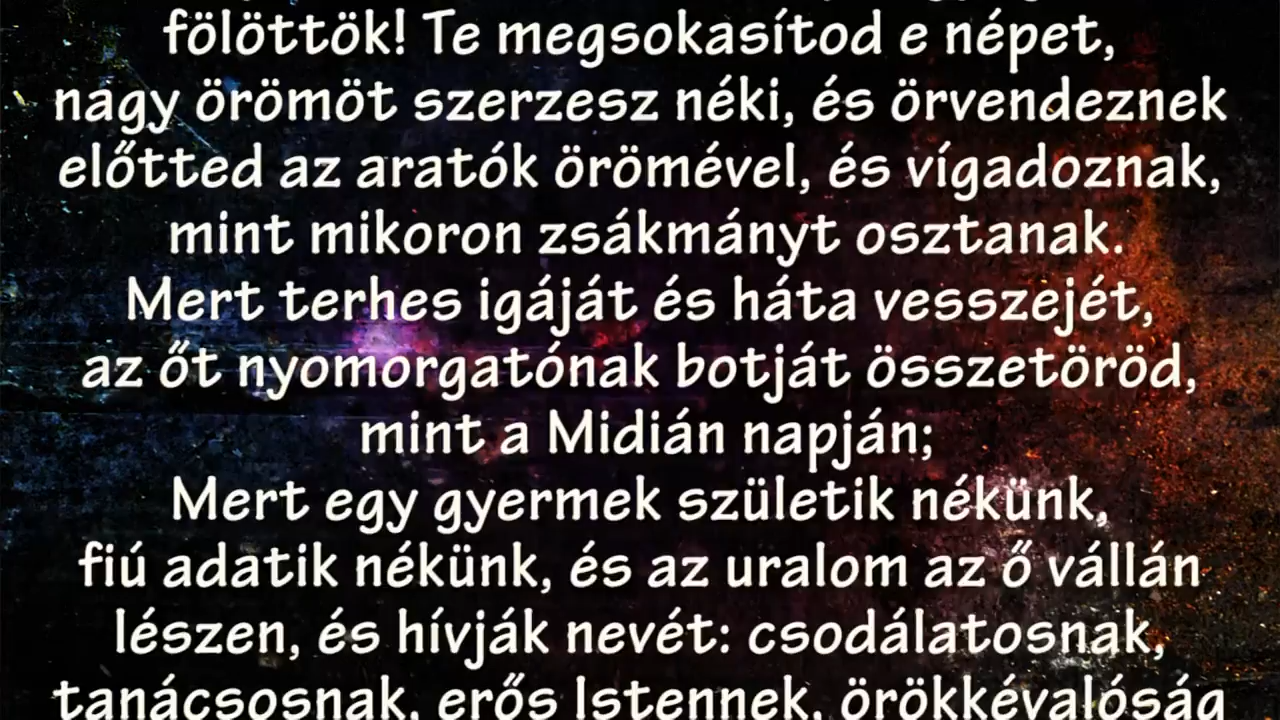 fölöttök! Te megsokasítod e népet,
nagy örömöt szerzesz néki, és örvendeznek
előtted az aratók örömével, és vígadoznak,
mint mikoron zsákmányt osztanak.
Mert terhes igáját és háta vesszejét,
az őt nyomorgatónak botját összetöröd,
mint a Midián napján;
Mert egy gyermek születik nékünk,
fiú adatik nékünk, és az uralom az ő vállán
lészen, és hívják nevét: csodálatosnak,
tanácsosnak, erős Istennek, örökkévalóság